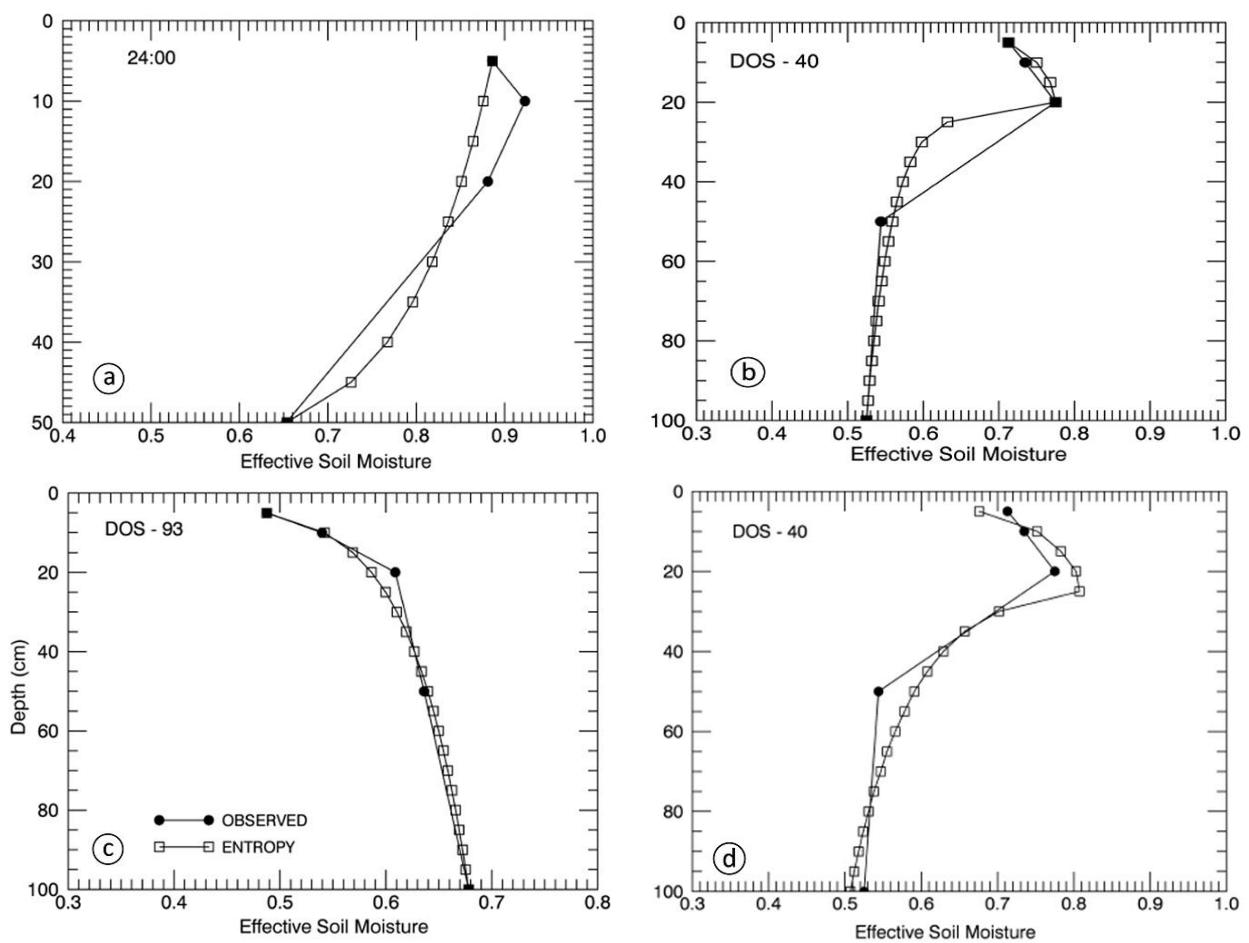 0
10
20
30
40
50
0.4 0.5 0.6 0.7 0.8 0.9 1.0
Effective Soil Moisture
24:00
a
0
20
40
60
80
100
0.3 0.4 0.5 0.6 0.7 0.8 0.9 1.0
Effective Soil Moisture
DOS - 40
b
0
20
40
60
80
100
0.3 0.5 0.6 0.7 0.8
Effective Soil Moisture
Depth (cm)
DOS - 93
OBSERVED
ENTROPY
c
0
20
40
60
80
100
0.3 0.4 0.5 0.6 0.7 0.8 0.9 1.0
Effective Soil Moisture
DOS - 40
d